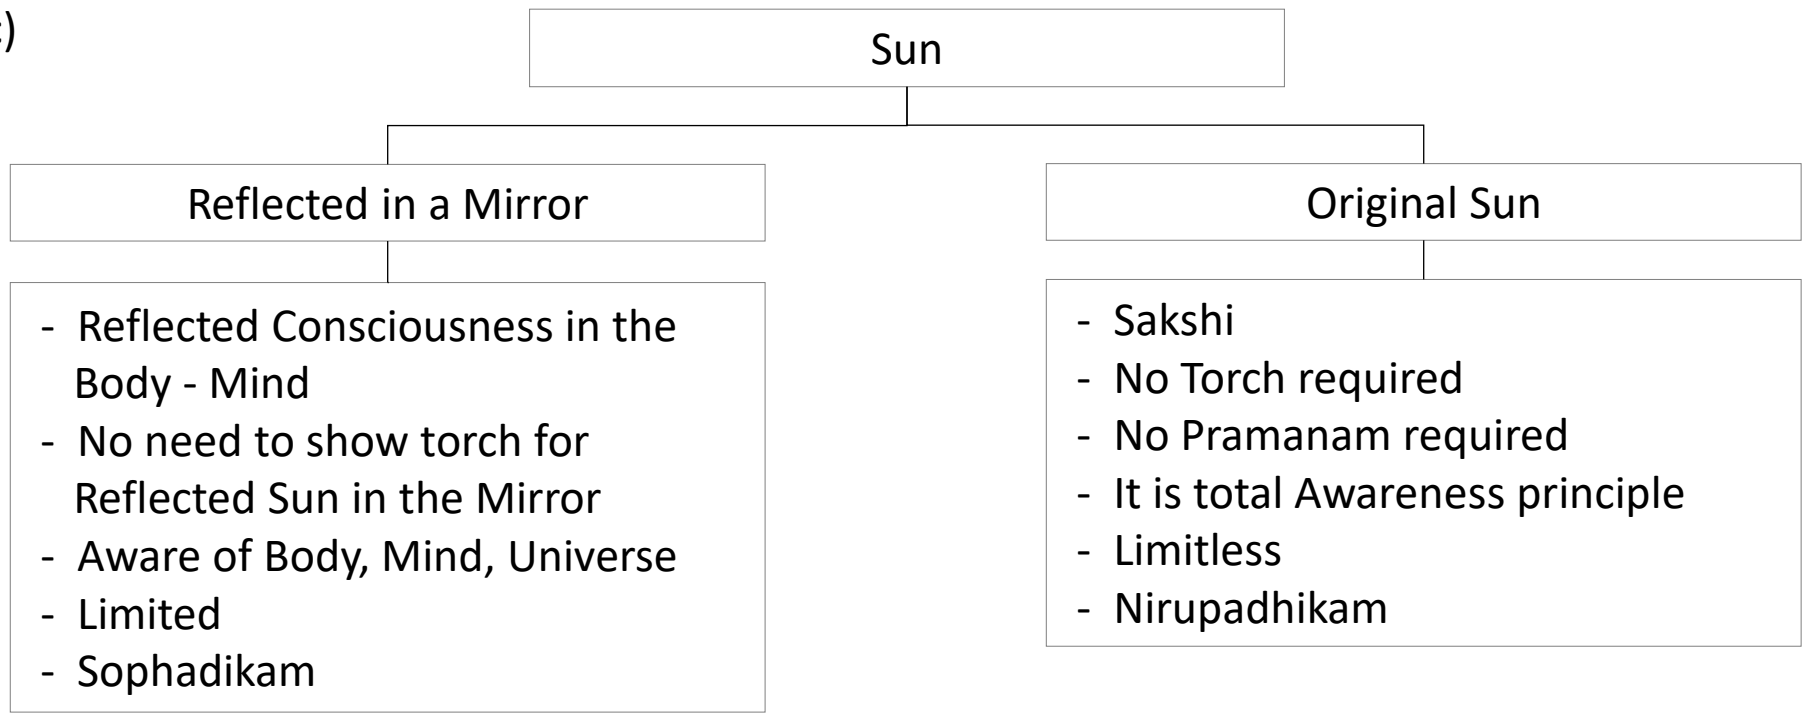 )
Sun
Reflected in a Mirror
- Reflected Consciousness in the
Body - Mind
- No need to show torch for
Reflected Sun in the Mirror
- Aware of Body, Mind, Universe
- Limited
- Sophadikam
Original Sun
- Sakshi
- No Torch required
- No Pramanam required
- It is total Awareness principle
- Limitless
- Nirupadhikam